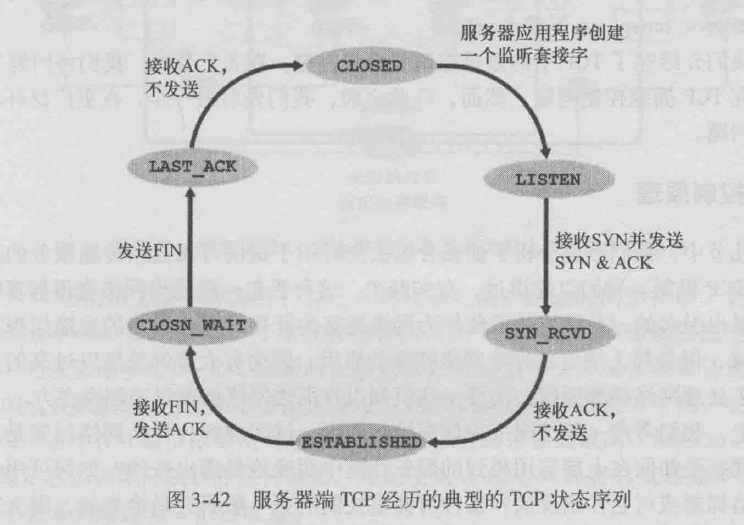 CLOSED
服务器应用程序创建
一个监听套接字
接收ACK，
不发送
LAST_ACK
LISTEN
发送FIN
接收SYN并发送
SYN & ACK
CLOSN_WAIT
SYN_RCVD
接收FIN，
发送ACK
接收ACK，
不发送
ESTABLISHED
图 3-42 服务器端 TCP 经历的典型的 TCP 状态序列